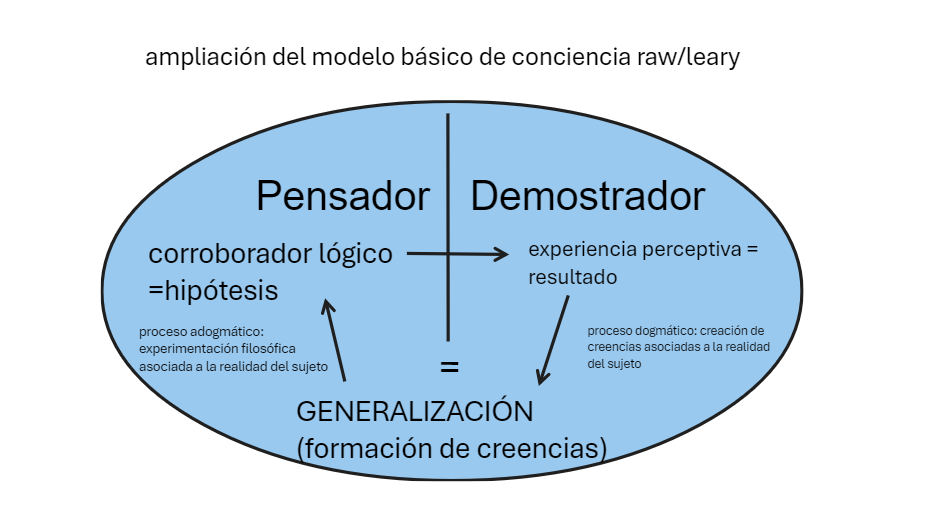 ampliación del modelo básico de conciencia raw/leary
Pensador
Demostrador
corroborador lógico
=hipótesis
experiencia perceptiva =
resultado
proceso adogmático:
experimentación filosófica
asociada a la realidad del sujeto
proceso dogmático: creación de
creencias asociadas a la realidad
del sujeto
=
GENERALIZACIÓN
(formación de creencias)